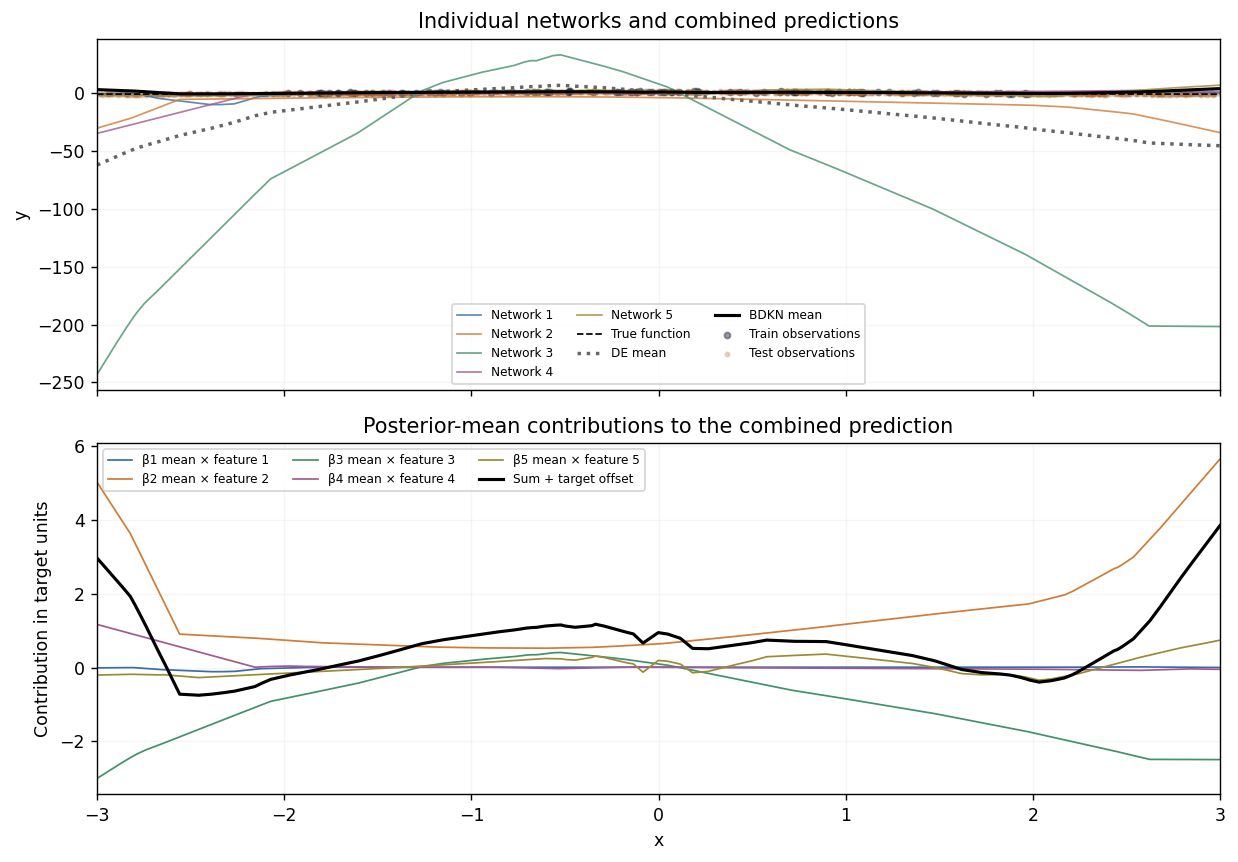 Individual networks and combined predictions
0
−50
−100
−150
−200
−250
y
Network 1
Network 2
Network 3
Network 4
Network 5
True function
DE mean
BDKN mean
Train observations
Test observations
Posterior-mean contributions to the combined prediction
6
4
2
0
−2
Contribution in target units
β1 mean × feature 1
β2 mean × feature 2
β3 mean × feature 3
β4 mean × feature 4
β5 mean × feature 5
Sum + target offset
−3
−2
−1
0
1
2
3
x